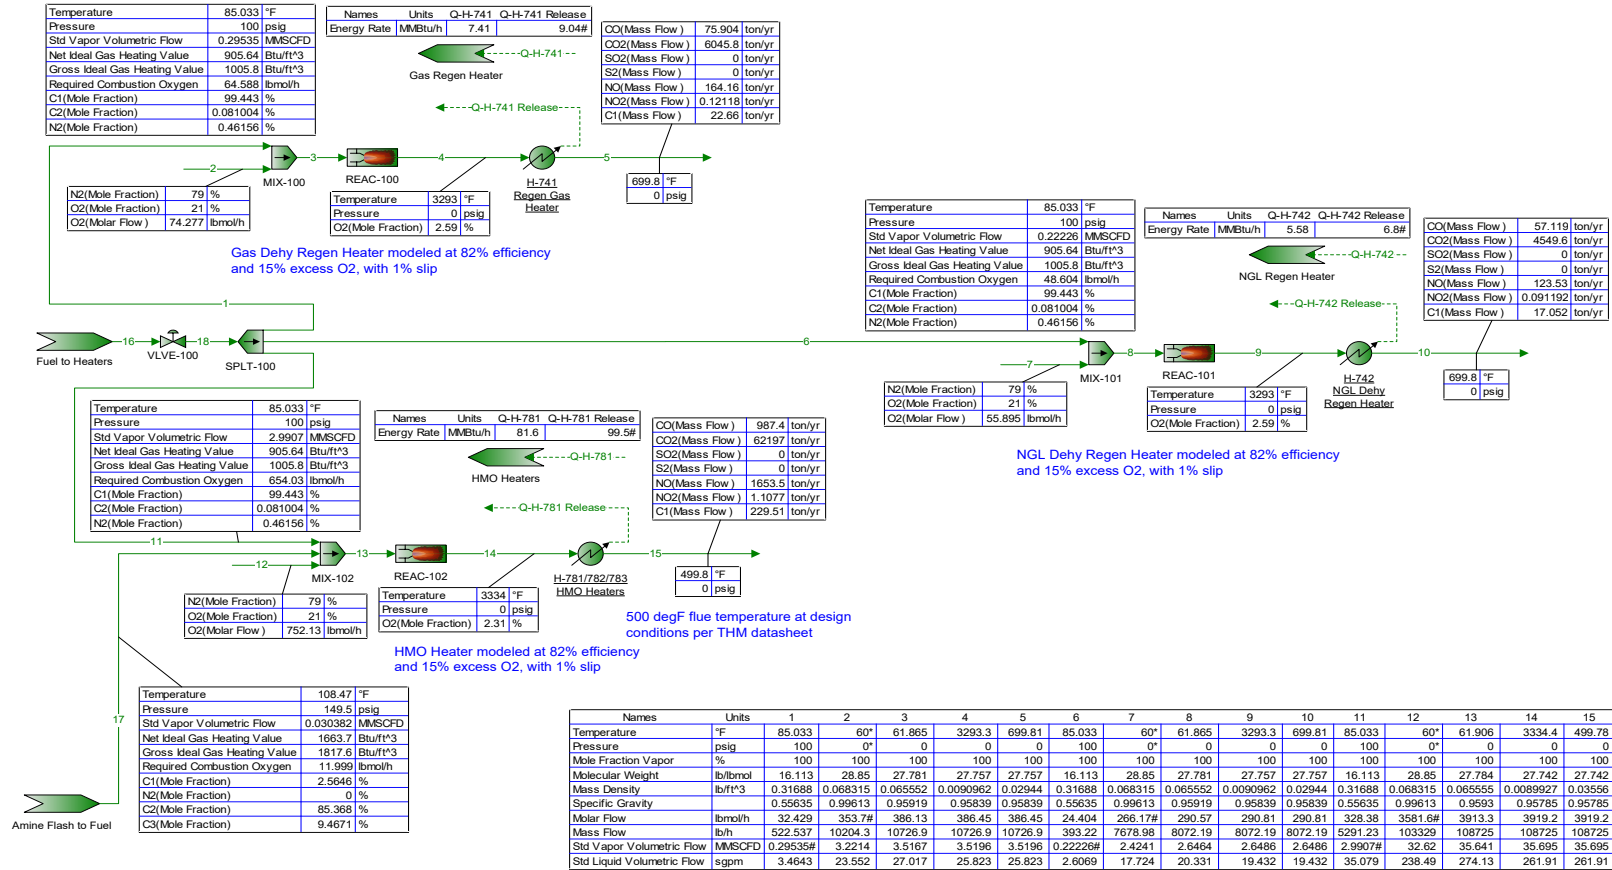 Temperature 85.033 °F
Pressure 100 psig
Std Vapor Volumetric Flow 0.29535 MMSCFD
Net Ideal Gas Heating Value 905.64 Btu/ft^3
Gross Ideal Gas Heating Value 1005.8 Btu/ft^3
Required Combustion Oxygen 64.588 lbmol/h
C1(Mole Fraction) 99.443 %
C2(Mole Fraction) 0.081004 %
N2(Mole Fraction) 0.46156 %
Names Units Q-H-741 Q-H-741 Release
Energy Rate MMBtu/h 7.41 9.04#
Q-H-741
Gas Regen Heater
Q-H-741 Release
CO(Mass Flow) 75.904 ton/yr
CO2(Mass Flow) 6045.8 ton/yr
SO2(Mass Flow) 0 ton/yr
S2(Mass Flow) 0 ton/yr
NO(Mass Flow) 164.16 ton/yr
NO2(Mass Flow) 0.12118 ton/yr
C1(Mass Flow) 22.66 ton/yr
2
3
4
5
MIX-100
REAC-100
H-741
Regen Gas
Heater
699.8 °F
0 psig
N2(Mole Fraction) 79 %
O2(Mole Fraction) 21 %
O2(Molar Flow) 74.277 lbmol/h
Temperature 3293 °F
Pressure 0 psig
O2(Mole Fraction) 2.59 %
Gas Dehy Regen Heater modeled at 82% efficiency
and 15% excess O2, with 1% slip
1
Fuel to Heaters
16
VLVE-100
18
SPLT-100
6
Temperature 85.033 °F
Pressure 100 psig
Std Vapor Volumetric Flow 0.22226 MMSCFD
Net Ideal Gas Heating Value 905.64 Btu/ft^3
Gross Ideal Gas Heating Value 1005.8 Btu/ft^3
Required Combustion Oxygen 48.604 lbmol/h
C1(Mole Fraction) 99.443 %
C2(Mole Fraction) 0.081004 %
N2(Mole Fraction) 0.46156 %
Names Units Q-H-742 Q-H-742 Release
Energy Rate MMBtu/h 5.58 6.8#
Q-H-742
NGL Regen Heater
Q-H-742 Release
CO(Mass Flow) 57.119 ton/yr
CO2(Mass Flow) 4549.6 ton/yr
SO2(Mass Flow) 0 ton/yr
S2(Mass Flow) 0 ton/yr
NO(Mass Flow) 123.53 ton/yr
NO2(Mass Flow) 0.091192 ton/yr
C1(Mass Flow) 17.052 ton/yr
7
8
9
10
MIX-101
REAC-101
H-742
NGL Dehy
Regen Heater
699.8 °F
0 psig
N2(Mole Fraction) 79 %
O2(Mole Fraction) 21 %
O2(Molar Flow) 55.895 lbmol/h
Temperature 3293 °F
Pressure 0 psig
O2(Mole Fraction) 2.59 %
NGL Dehy Regen Heater modeled at 82% efficiency
and 15% excess O2, with 1% slip
Temperature 85.033 °F
Pressure 100 psig
Std Vapor Volumetric Flow 2.9907 MMSCFD
Net Ideal Gas Heating Value 905.64 Btu/ft^3
Gross Ideal Gas Heating Value 1005.8 Btu/ft^3
Required Combustion Oxygen 654.03 lbmol/h
C1(Mole Fraction) 99.443 %
C2(Mole Fraction) 0.081004 %
N2(Mole Fraction) 0.46156 %
Names Units Q-H-781 Q-H-781 Release
Energy Rate MMBtu/h 81.6 99.5#
Q-H-781
HMO Heaters
Q-H-781 Release
CO(Mass Flow) 987.4 ton/yr
CO2(Mass Flow) 62197 ton/yr
SO2(Mass Flow) 0 ton/yr
S2(Mass Flow) 0 ton/yr
NO(Mass Flow) 1653.5 ton/yr
NO2(Mass Flow) 1.1077 ton/yr
C1(Mass Flow) 229.51 ton/yr
11
12
13
14
15
MIX-102
REAC-102
H-781/782/783
HMO Heaters
499.8 °F
0 psig
N2(Mole Fraction) 79 %
O2(Mole Fraction) 21 %
O2(Molar Flow) 752.13 lbmol/h
Temperature 3334 °F
Pressure 0 psig
O2(Mole Fraction) 2.31 %
500 degF flue temperature at design
conditions per THM datasheet
HMO Heater modeled at 82% efficiency
and 15% excess O2, with 1% slip
17
Amine Flash to Fuel
Temperature 108.47 °F
Pressure 149.5 psig
Std Vapor Volumetric Flow 0.030382 MMSCFD
Net Ideal Gas Heating Value 1663.7 Btu/ft^3
Gross Ideal Gas Heating Value 1817.6 Btu/ft^3
Required Combustion Oxygen 11.999 lbmol/h
C1(Mole Fraction) 2.5646 %
N2(Mole Fraction) 0 %
C2(Mole Fraction) 85.368 %
C3(Mole Fraction) 9.4671 %
Names Units 1 2 3 4 5 6 7 8 9 10 11 12 13 14 15
Temperature °F 85.033 60* 61.865 3293.3 699.81 85.033 60* 61.865 3293.3 699.81 85.033 60* 61.906 3334.4 499.78
Pressure psig 100 0* 0 0 0 100 0* 0 0 0 100 0* 0 0 0
Mole Fraction Vapor % 100 100 100 100 100 100 100 100 100 100 100 100 100 100 100
Molecular Weight lb/lbmol 16.113 28.85 27.781 27.757 27.757 16.113 28.85 27.781 27.757 27.757 16.113 28.85 27.784 27.742 27.742
Mass Density lb/ft^3 0.31688 0.068315 0.065552 0.0090962 0.02944 0.31688 0.068315 0.065552 0.0090962 0.02944 0.31688 0.068315 0.065555 0.0089927 0.03556
Specific Gravity 0.55635 0.99613 0.95919 0.95839 0.95839 0.55635 0.99613 0.95919 0.95839 0.95839 0.55635 0.99613 0.9593 0.95785 0.95785
Molar Flow lbmol/h 32.429 353.7# 386.13 386.45 386.45 24.404 266.17# 290.57 290.81 290.81 328.38 3581.6# 3913.3 3919.2 3919.2
Mass Flow lb/h 522.537 10204.3 10726.9 10726.9 10726.9 393.22 7678.98 8072.19 8072.19 8072.19 5291.23 103329 108725 108725 108725
Std Vapor Volumetric Flow MMSCFD 0.29535# 3.2214 3.5167 3.5196 3.5196 0.22226# 2.4241 2.6464 2.6486 2.6486 2.9907# 32.62 35.641 35.695 35.695
Std Liquid Volumetric Flow sgpm 3.4643 23.552 27.017 25.823 25.823 2.6069 17.724 20.331 19.432 19.432 35.079 238.49 274.13 261.91 261.91